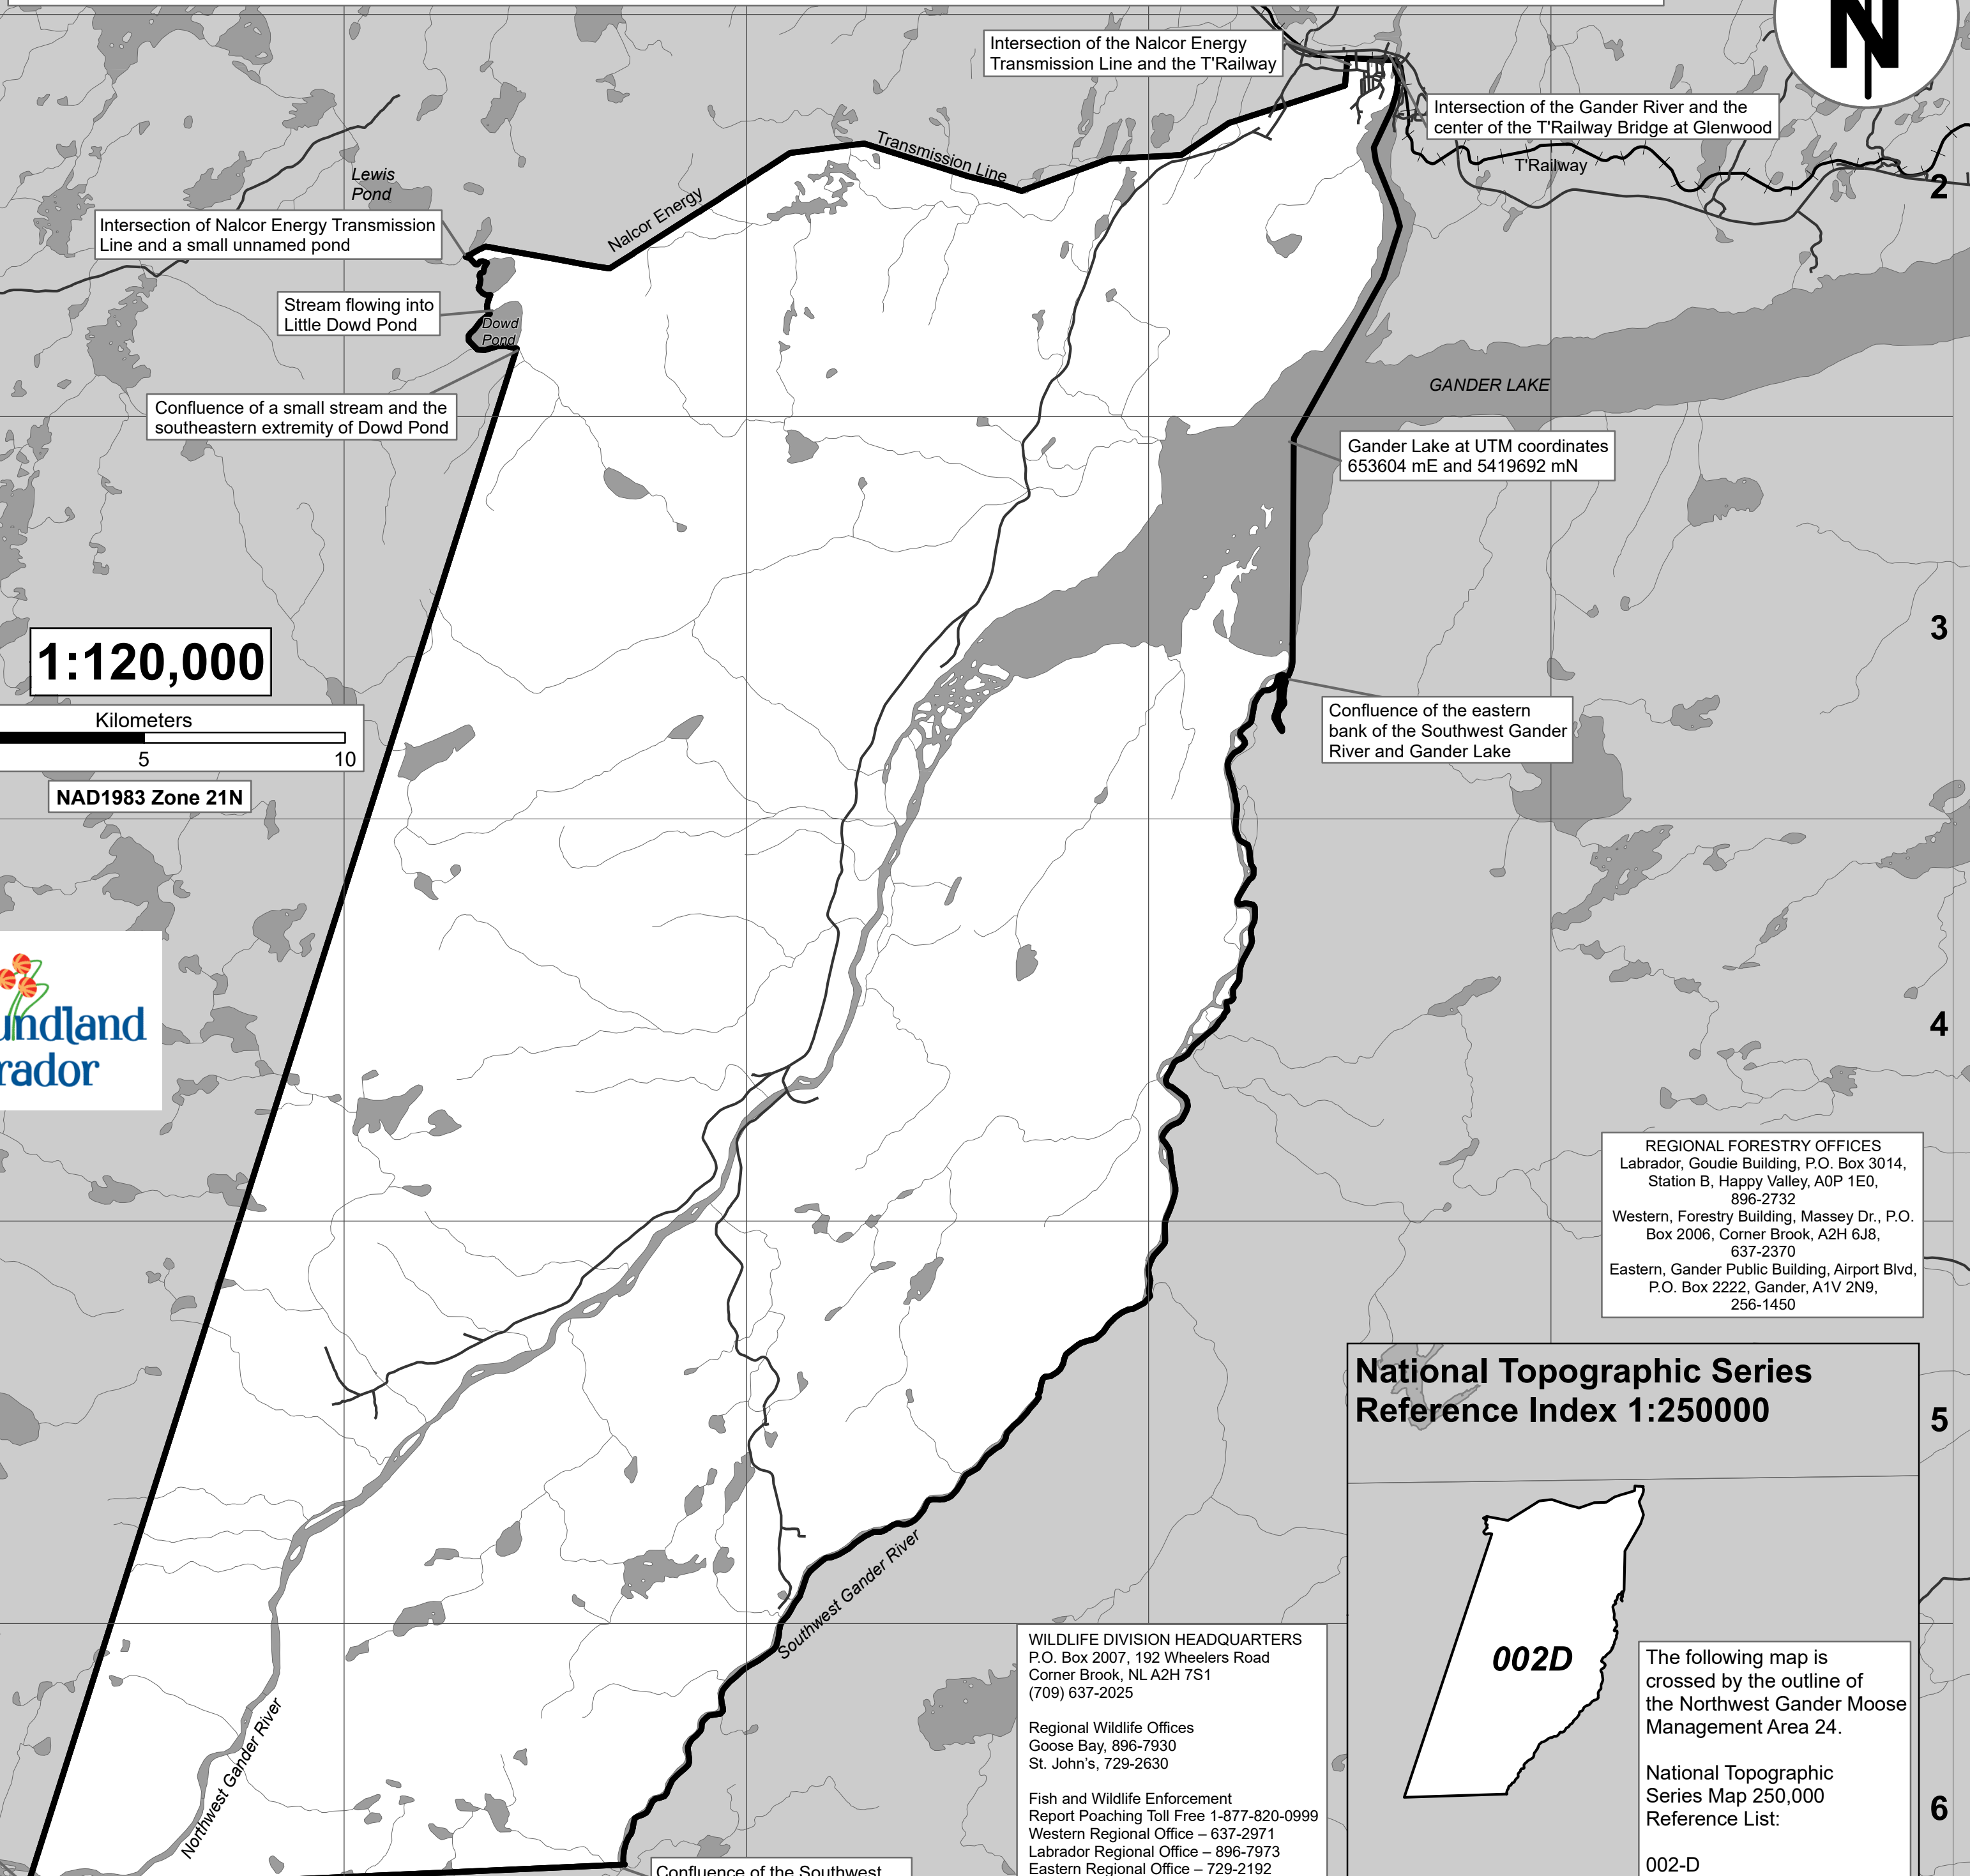 N
Intersection of the Nalcor Energy
Transmission Line and the T'Railway
Intersection of the Gander River and the
center of the T'Railway Bridge at Glenwood
T'Railway
2
Transmission Line
Nalcor Energy
Lewis
Pond
Intersection of Nalcor Energy Transmission
Line and a small unnamed pond
Stream flowing into
Little Dowd Pond
Dowd
Pond
Confluence of a small stream and the
southeastern extremity of Dowd Pond
GANDER LAKE
Gander Lake at UTM coordinates
653604 mE and 5419692 mN
3
1:120,000
Kilometers
5
10
NAD1983 Zone 21N
Confluence of the eastern
bank of the Southwest Gander
River and Gander Lake
undland
rador
4
REGIONAL FORESTRY OFFICES
Labrador, Goudie Building, P.O. Box 3014,
Station B, Happy Valley, A0P 1E0,
896-2732
Western, Forestry Building, Massey Dr., P.O.
Box 2006, Corner Brook, A2H 6J8,
637-2370
Eastern, Gander Public Building, Airport Blvd,
P.O. Box 2222, Gander, A1V 2N9,
256-1450
National Topographic Series
Reference Index 1:250000
5
002D
The following map is
crossed by the outline of
the Northwest Gander Moose
Management Area 24.
National Topographic
Series Map 250,000
Reference List:
002-D
6
Southwest Gander River
Northwest Gander River
WILDLIFE DIVISION HEADQUARTERS
P.O. Box 2007, 192 Wheelers Road
Corner Brook, NL A2H 7S1
(709) 637-2025
Regional Wildlife Offices
Goose Bay, 896-7930
St. John's, 729-2630
Fish and Wildlife Enforcement
Report Poaching Toll Free 1-877-820-0999
Western Regional Office – 637-2971
Labrador Regional Office – 896-7973
Eastern Regional Office – 729-2192
Confluence of the Southwest